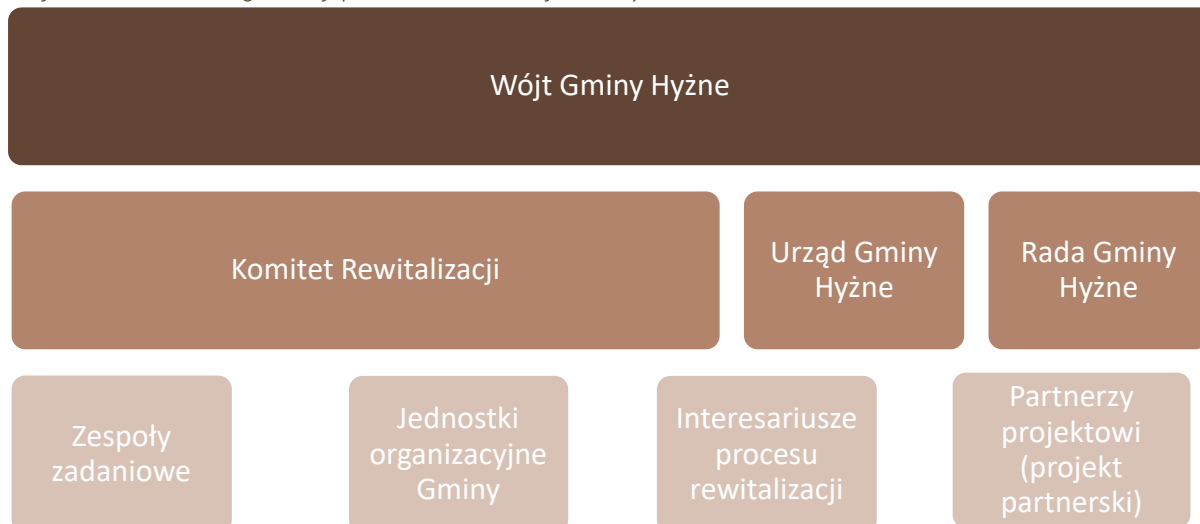 Wójt Gminy Hyżne
Komitet Rewitalizacji
Urząd Gminy
Hyżne
Rada Gminy
Hyżne
Zespoły
zadaniowe
Jednostki
organizacyjne
Gminy
Interesariusze
procesu
rewitalizacji
Partnerzy
projektowi
(projekt
partnerski)